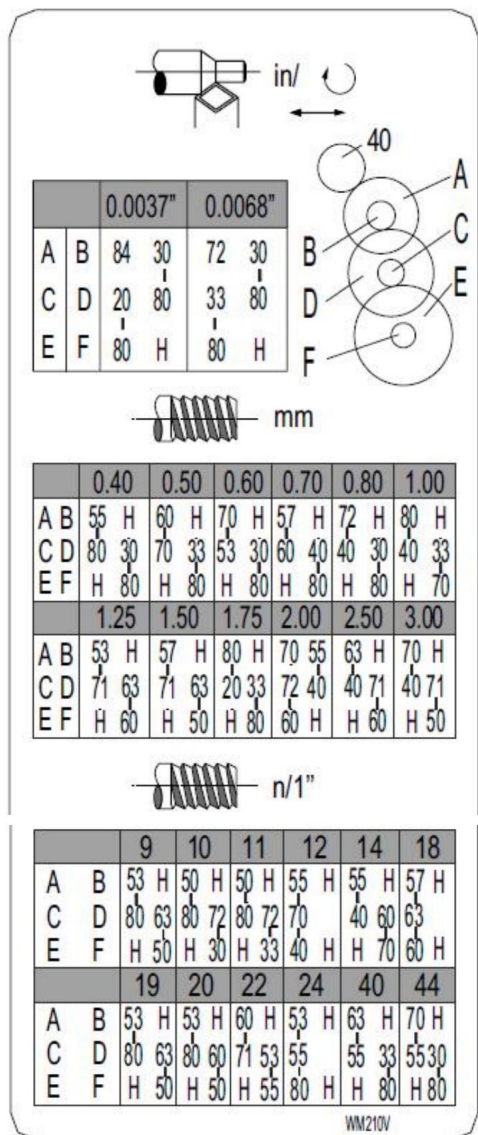 in/
40
A
B
C
D
E
F
0.0037" 0.0068"
A B 84 30 72 30
C D 20 80 33 80
E F 80 H 80 H
mm
0.40 0.50 0.60 0.70 0.80 1.00
A B 55 H 60 H 70 H 57 H 72 H 80 H
C D 80 30 70 33 53 30 60 40 40 30 40 33
E F H 80 H 80 H 80 H 80 H 80 H 70
1.25 1.50 1.75 2.00 2.50 3.00
A B 53 H 57 H 80 H 70 55 63 H 70 H
C D 71 63 71 63 20 33 72 40 40 71 40 71
E F H 60 H 50 H 80 60 H H 60 H 50
n/1"
9 10 11 12 14 18
A B 53 H 50 H 50 H 55 H 55 H 57 H
C D 80 63 80 72 80 72 70 40 60 63
E F H 50 H 30 H 33 40 H H 70 60 H
19 20 22 24 40 44
A B 53 H 53 H 60 H 53 H 63 H 70 H
C D 80 63 80 60 71 53 55 55 33 55 30
E F H 50 H 50 H 55 80 H H 80 H 80
WM210V